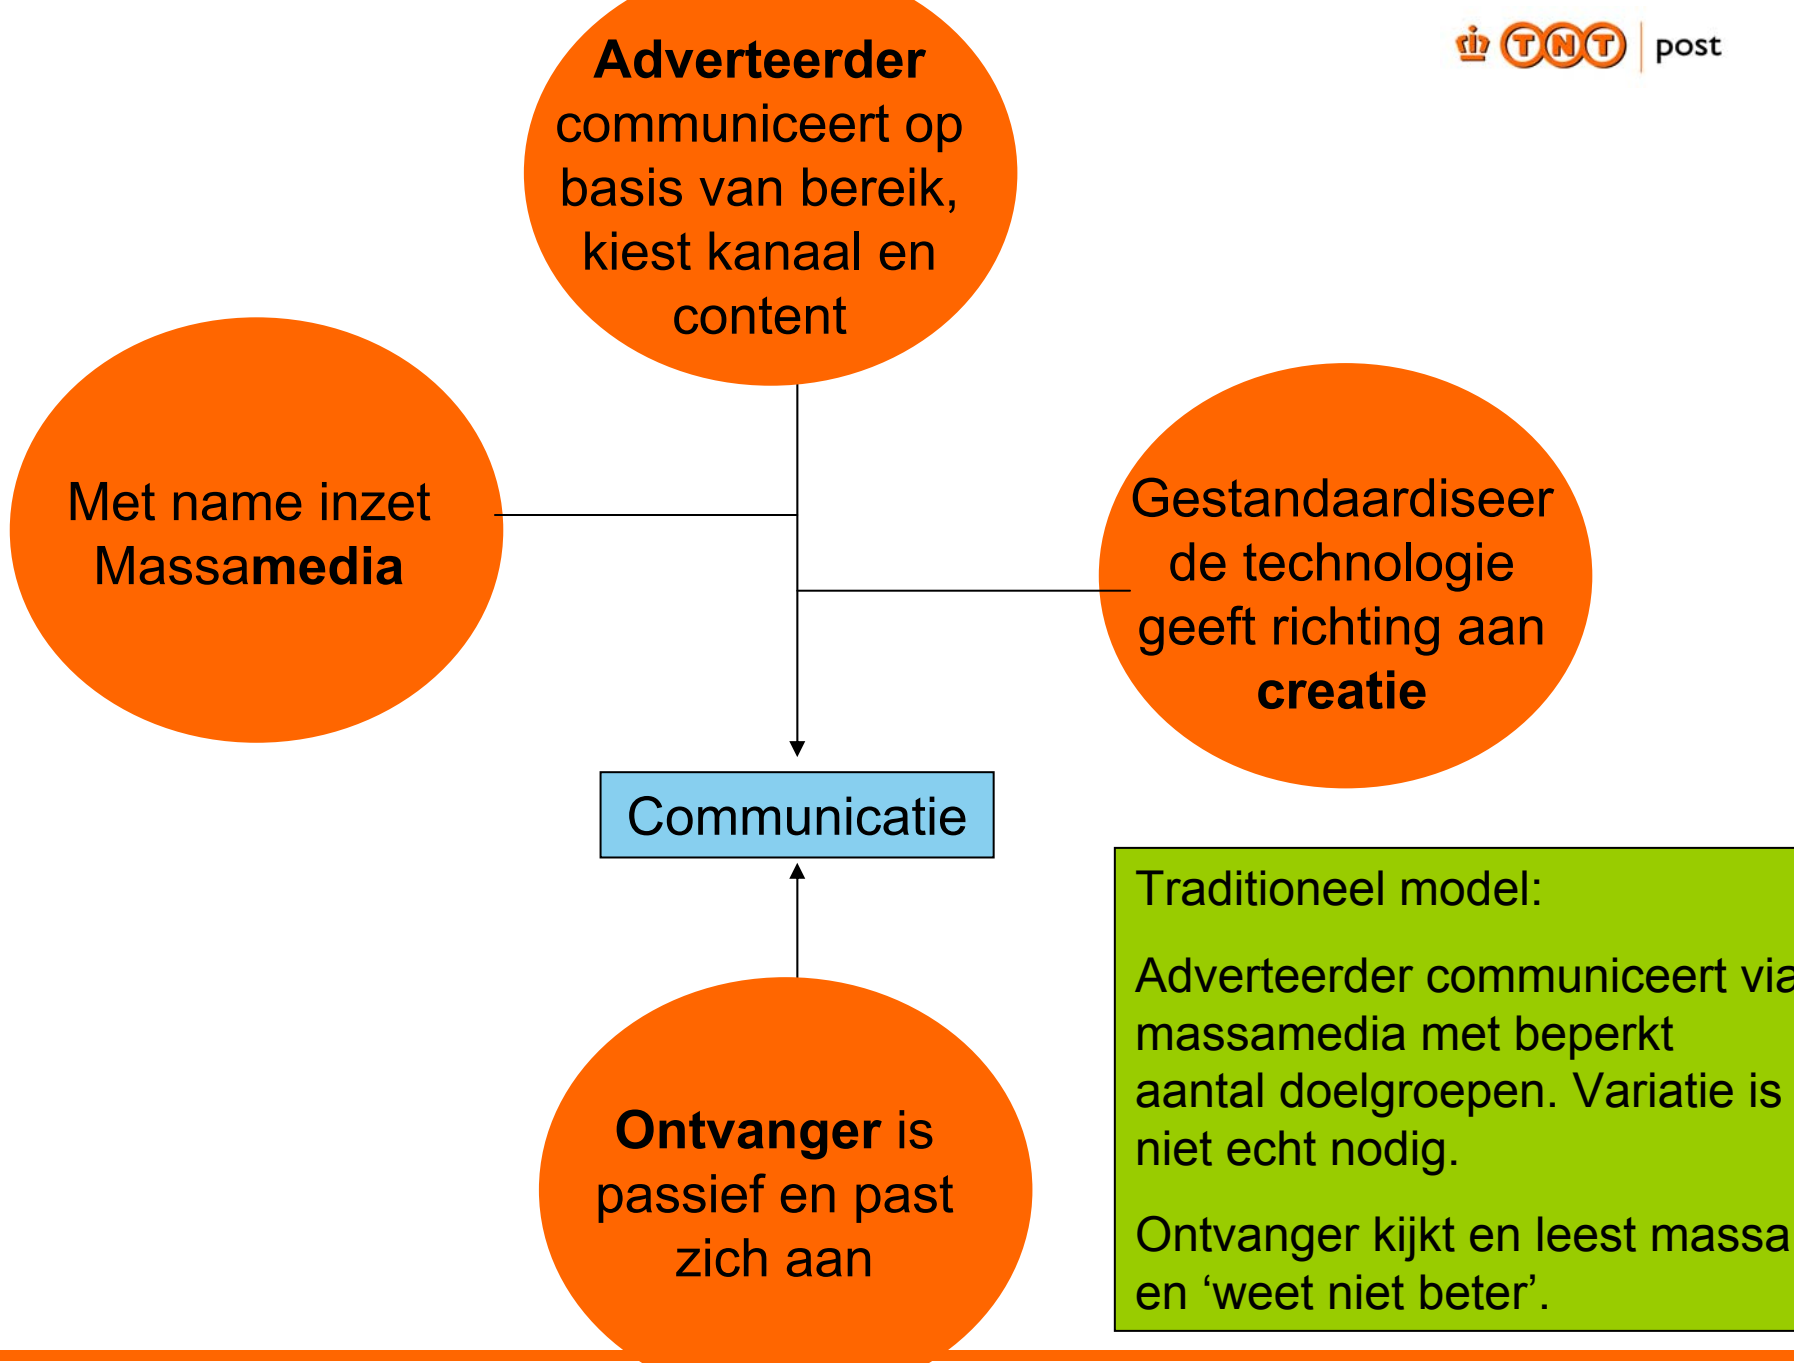 TNT post
Adverteerder
communiceert op
basis van bereik,
kiest kanaal en
content
Met name inzet
Massamedia
Gestandaardiseer
de technologie
geeft richting aan
creatie
Communicatie
Ontvanger is
passief en past
zich aan
Traditioneel model:
Adverteerder communiceert via
massamedia met beperkt
aantal doelgroepen. Variatie is
niet echt nodig.
Ontvanger kijkt en leest massa
en ‘weet niet beter’.